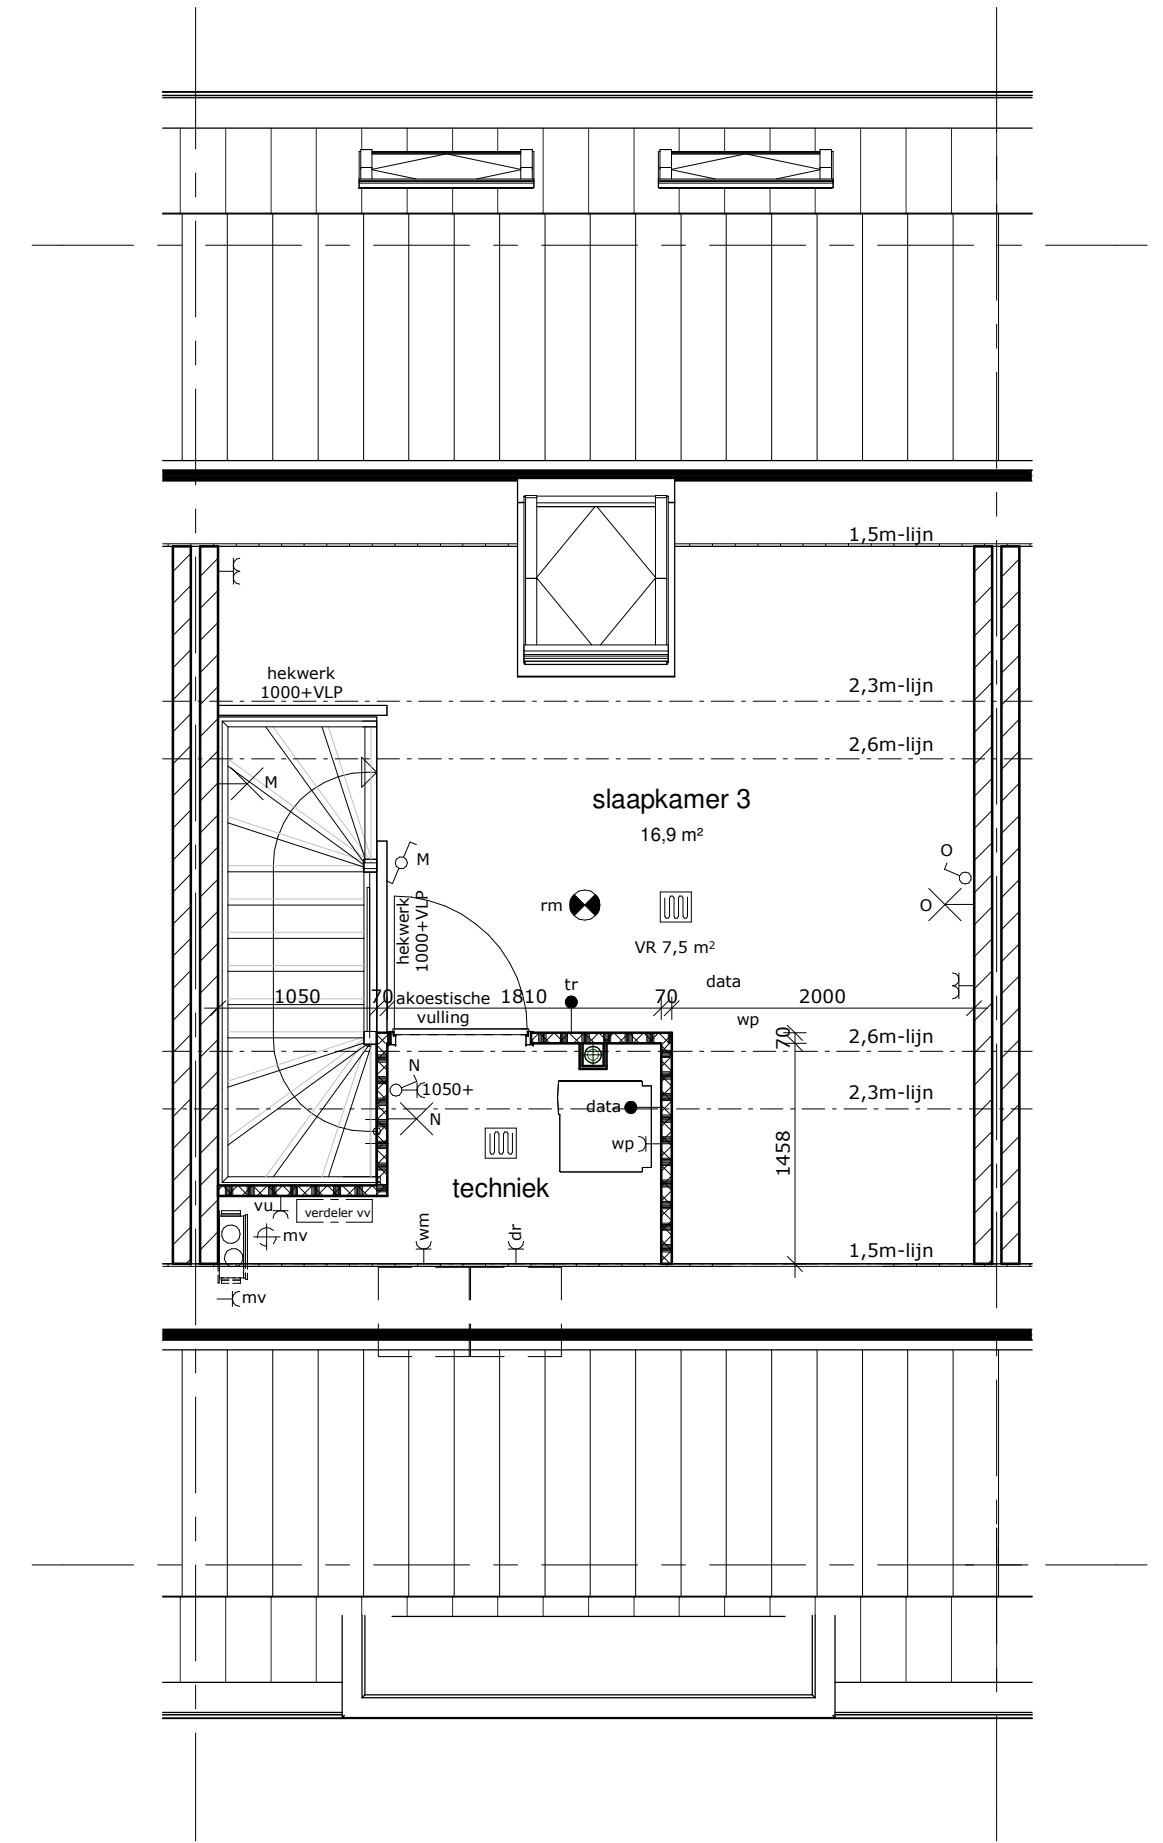 1,5m-lijn
hekwerk
1000+VLP
2,3m-lijn
2,6m-lijn
M
slaapkamer 3
16,9 m²
M
O
O
rm
hekwerk
1000+VLP
VR 7,5 m²
data
tr
1050
70
akoestische
vulling
1810
70
2000
wp
70
2,6m-lijn
N
1050+
N
2,3m-lijn
data
wp
1458
techniek
vu
verdeler vv
mv
wm
dr
1,5m-lijn
mv